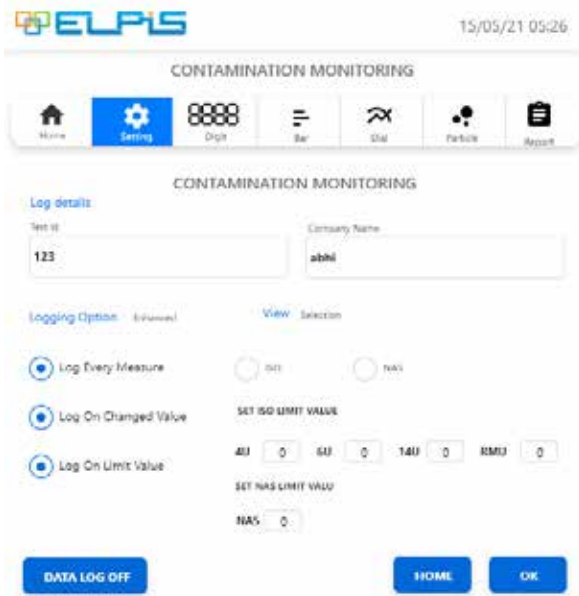 ELPiS
15/05/21 05:26
CONTAMINATION MONITORING
Home Setting 8888 Digit Bar Dial Particle Report
CONTAMINATION MONITORING
Log details
Test Id Company Name
123 abhi
Logging Option Enhanced View Selection
Log Every Measure ISO NAS
Log On Changed Value SET ISO LIMIT VALUE
4U 0 6U 0 14U 0 RMU 0
Log On Limit Value
SET NAS LIMIT VALU
NAS 0
DATA LOG OFF HOME OK